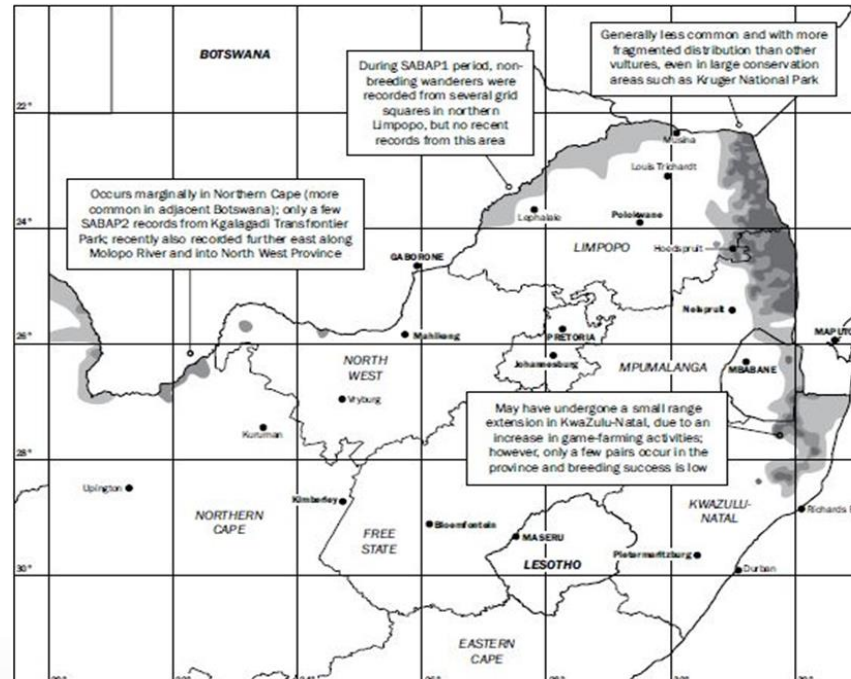 BOTSWANA
Generally less common and with more
fragmented distribution than other
vultures, even in large conservation
areas such as Kruger National Park
During SABAP1 period, non-
breeding wanderers were
recorded from several grid
squares in northern
Limpopo, but no recent
records from this area
22°
Musina
Louis Trichardt
Occurs marginally in Northern Cape (more
common in adjacent Botswana); only a few
SABAP2 records from Kgalagadi Transfrontier
Park; recently also recorded further east along
Molopo River and into North West Province
Lephalale
Polokwane
24°
LIMPOPO
Hoedspruit
GABORONE
Nelspruit
26°
Mahikeng
PRETORIA
MAPUTO
NORTH
WEST
Johannesburg
MPUMALANGA
MBABANE
Vryburg
May have undergone a small range
extension in KwaZulu-Natal, due to an
increase in game-farming activities;
however, only a few pairs occur in the
province and breeding success is low
Kuruman
28°
Upington
Kimberley
NORTHERN
CAPE
FREE
STATE
Bloemfontein
MASERU
LESOTHO
KWAZULU-
NATAL
Richards
Pietermaritzburg
30°
Durban
EASTERN
CAPE